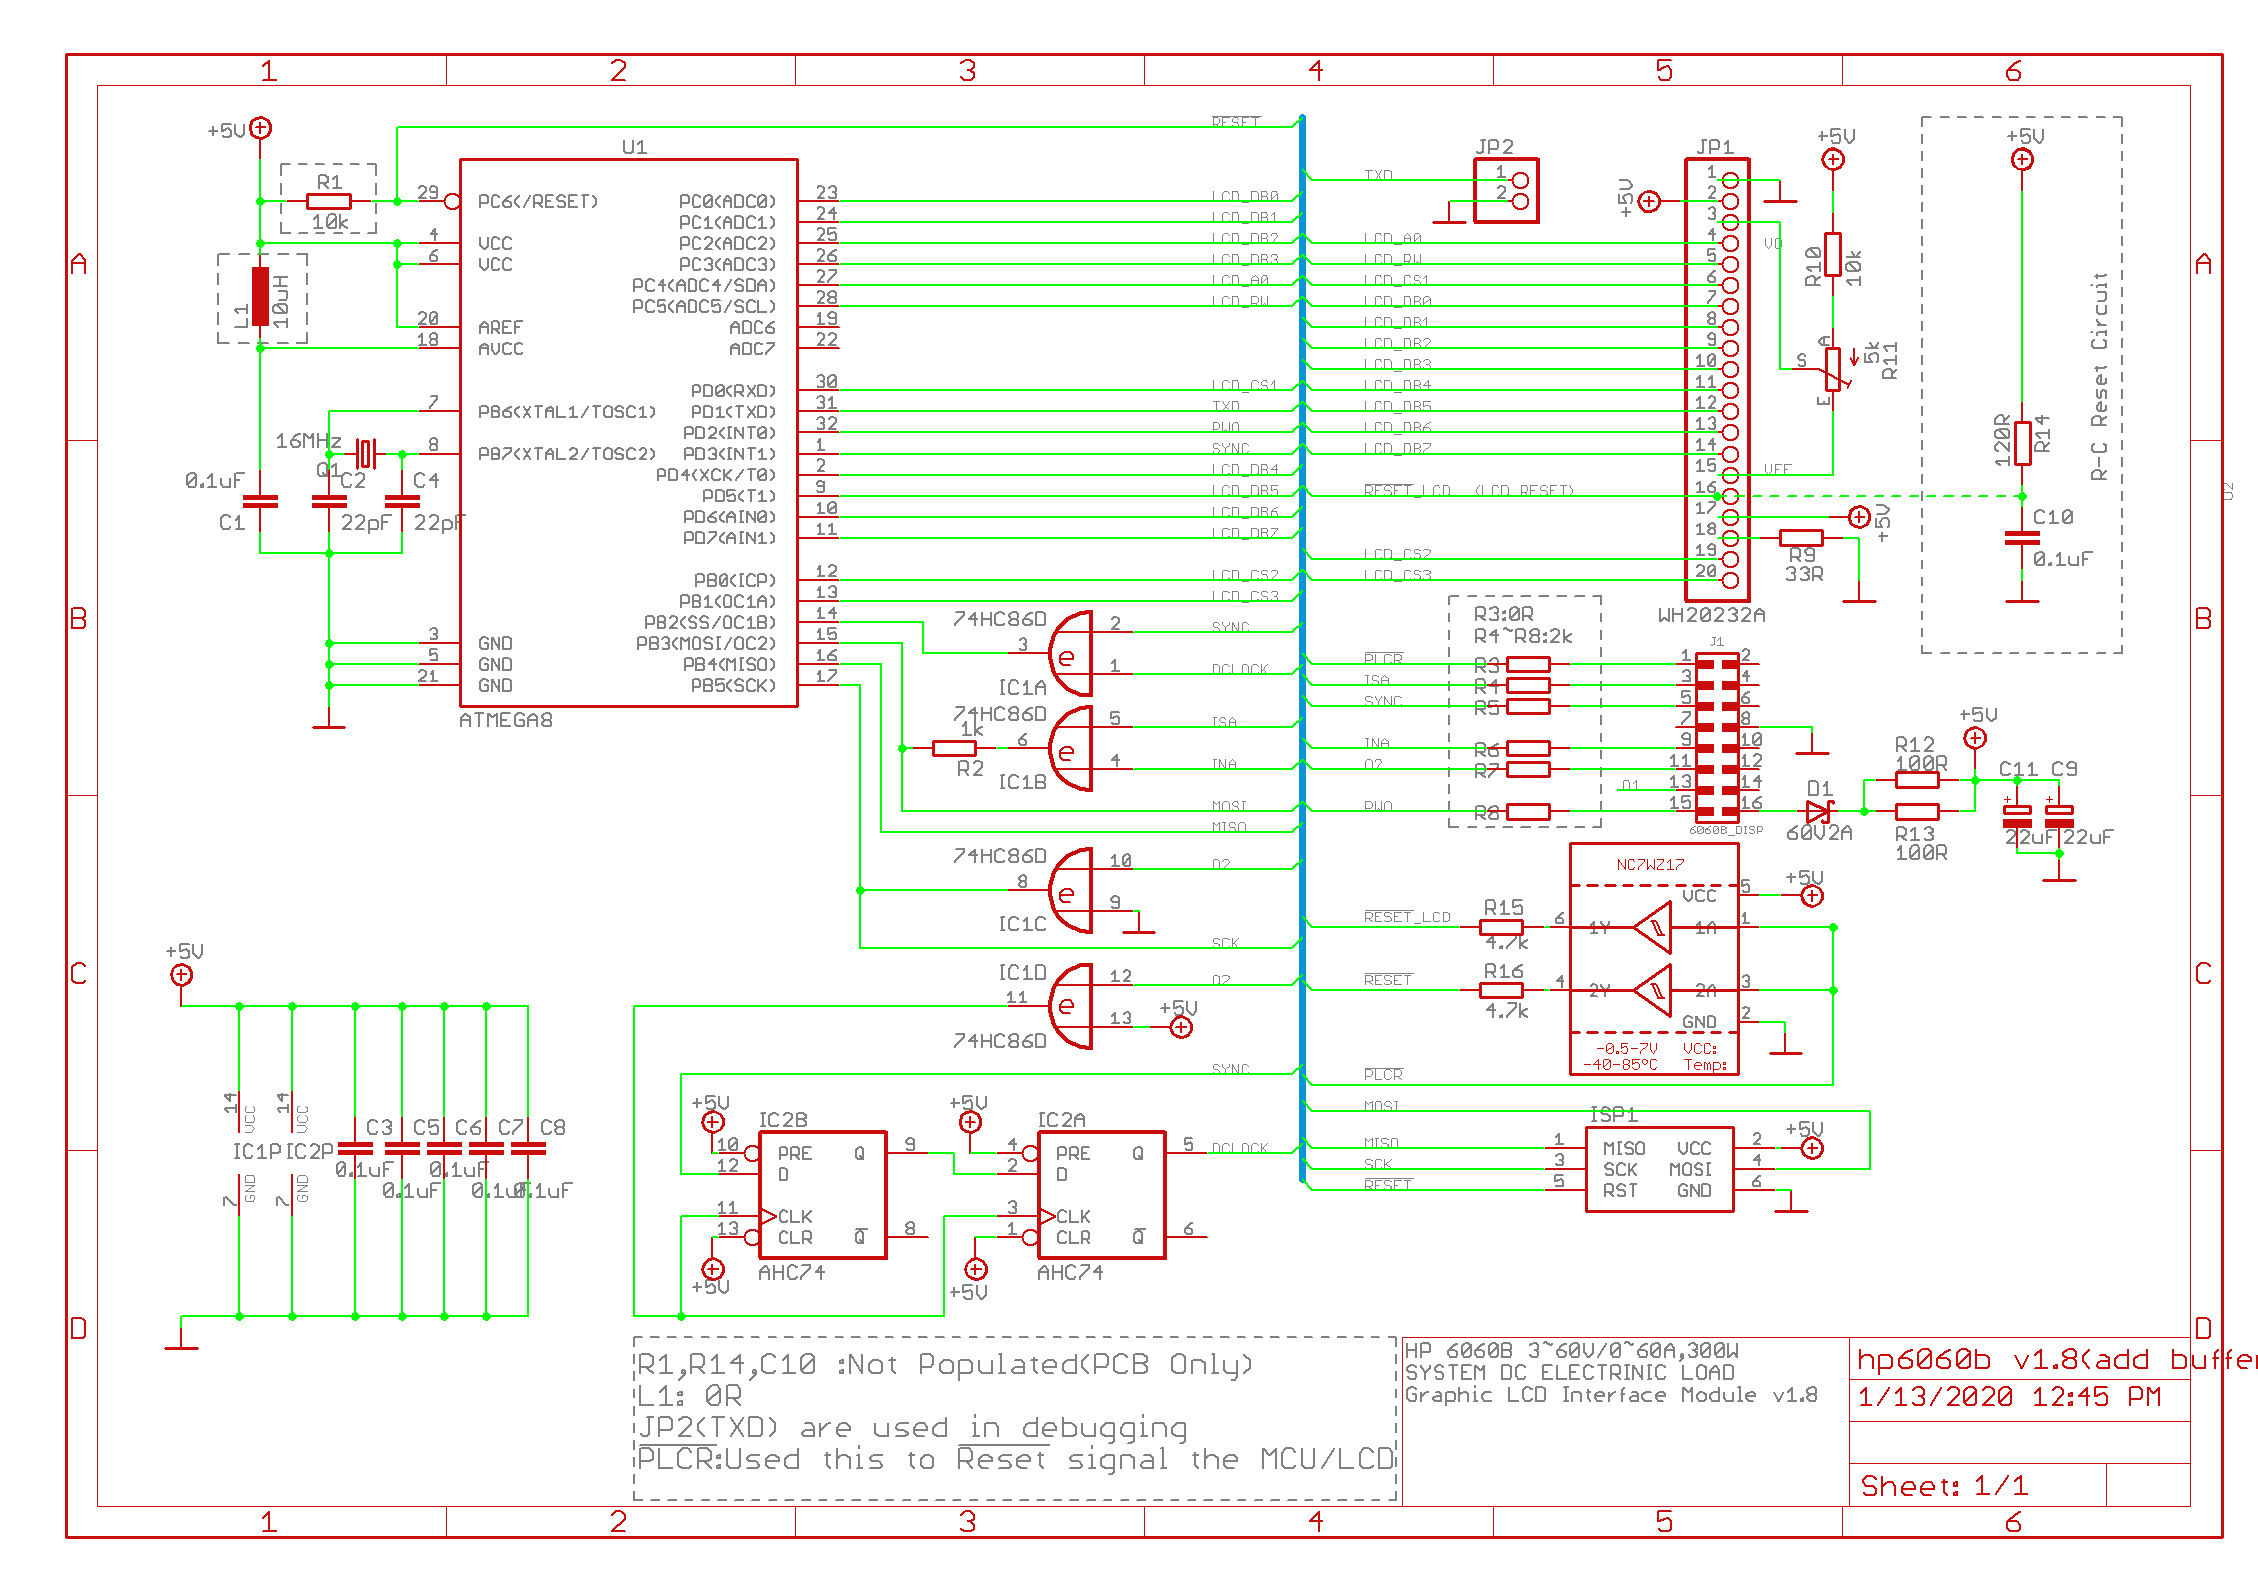 1 2 3 4 5 6
A
B
C
D
+5V
R1
10k
L1
10uH
U1
29 PC6(/RESET)
4 VCC
6 VCC
20 AREF
18 AVCC
7 PB6(XTAL1/TOSC1)
8 PB7(XTAL2/TOSC2)
3 GND
5 GND
21 GND
ATMEGA8
PC0(ADC0) 23
PC1(ADC1) 24
PC2(ADC2) 25
PC3(ADC3) 26
PC4(ADC4/SDA) 27
PC5(ADC5/SCL) 28
ADC6 19
ADC7 22
PD0(RXD) 30
PD1(TXD) 31
PD2(INT0) 32
PD3(INT1) 1
PD4(XCK/T0) 2
PD5(T1) 9
PD6(AIN0) 10
PD7(AIN1) 11
PB0(ICP) 12
PB1(OC1A) 13
PB2(SS/OC1B) 14
PB3(MOSI/OC2) 15
PB4(MISO) 16
PB5(SCK) 17
16MHz
Q1
0.1uF
C1
C2
22pF
C4
22pF
RESET
LCD_DB0
LCD_DB1
LCD_DB2
LCD_DB3
LCD_A0
LCD_RW
LCD_CS1
TXD
PWO
SYNC
LCD_DB4
LCD_DB5
LCD_DB6
LCD_DB7
LCD_CS2
LCD_CS3
SYNC
DCLOCK
ISA
INA
MOSI
MISO
O2
SCK
O2
SYNC
DCLOCK
74HC86D
3 2
1
IC1A
74HC86D
1k
R2
6 5
4
IC1B
74HC86D
8 10
9
IC1C
IC1D
11 12
13
74HC86D
+5V
TXD
JP2
1
2
LCD_A0
LCD_RW
LCD_CS1
LCD_DB0
LCD_DB1
LCD_DB2
LCD_DB3
LCD_DB4
LCD_DB5
LCD_DB6
LCD_DB7
RESET_LCD (LCD RESET)
LCD_CS2
LCD_CS3
JP1
+5V
1
2
3
4
5
6
7
8
9
10
11
12
13
14
15
16
17
18
19
20
WH20232A
VO
VEE
+5V
R10
10k
A
S
E
5k
R11
+5V
R9
33R
+5V
120R
R14
C10
0.1uF
R-C Reset Circuit
U2
R3:0R
R4~R8:2k
PLCR R3
ISA R4
SYNC R5
INA R6
O2 R7
O1
PWO R8
J1
1 2
3 4
5 6
7 8
9 10
11 12
13 14
15 16
6060B_DISP
D1
60V2A
R12
100R
R13
100R
+5V
C11 C9
+ +
22uF 22uF
NC7WZ17
VCC 5
+5V
6 1Y 1A 1
4 2Y 2A 3
GND 2
-0.5-7V VCC:
-40-85°C Temp:
RESET_LCD
R15
4.7k
RESET
R16
4.7k
PLCR
MOSI
MISO
SCK
RESET
ISP1
1 MISO VCC 2
3 SCK MOSI 4
5 RST GND 6
+5V
+5V
14 VCC
14 VCC
IC1P IC2P
7 GND
7 GND
C3 C5 C6 C7 C8
0.1uF 0.1uF 0.1uF 0.1uF 0.1uF
+5V
IC2B
10 PRE Q 9
12 D
11 CLK
13 CLR Q 8
+5V
AHC74
+5V
IC2A
4 PRE Q 5
2 D
3 CLK
1 CLR Q 6
+5V
AHC74
R1,R14,C10 :Not Populated(PCB Only)
L1: 0R
JP2(TXD) are used in debugging
PLCR:Used this to Reset signal the MCU/LCD
HP 6060B 3~60V/0~60A,300W
SYSTEM DC ELECTRINIC LOAD
Graphic LCD Interface Module v1.8
hp6060b v1.8(add buffer
1/13/2020 12:45 PM
Sheet: 1/1
A
B
C
D
1 2 3 4 5 6